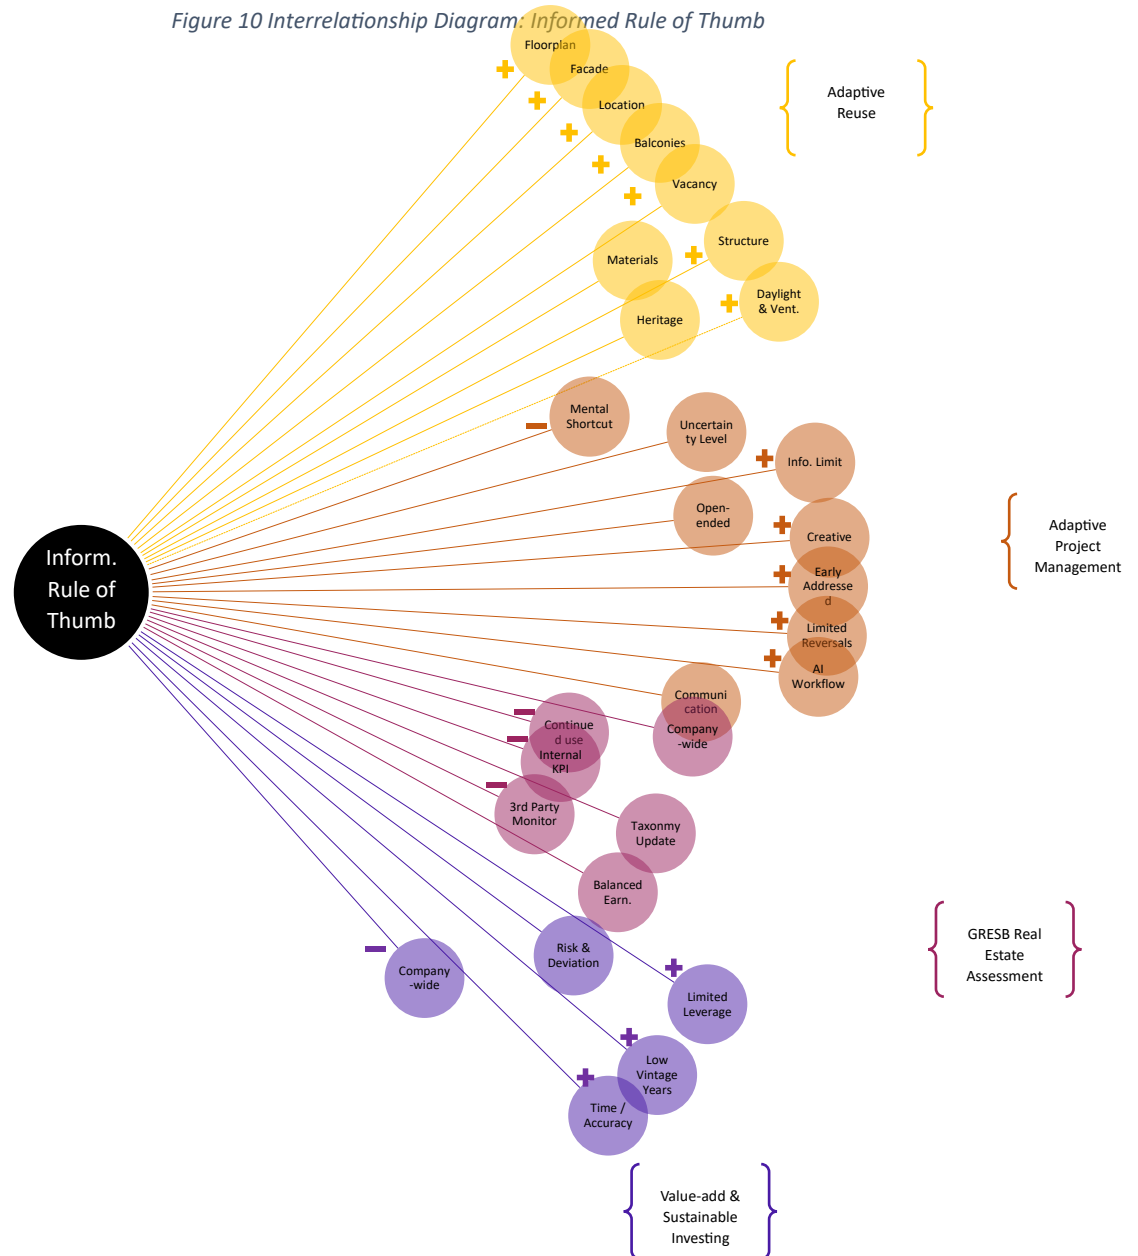 Figure 10 Interrelationship Diagram: Informed Rule of Thumb
Floorplan
Facade
Location
Balconies
Vacancy
Structure
Materials
Daylight
& Vent.
Heritage
Adaptive
Reuse
Mental
Shortcut
Uncertain
ty Level
Info. Limit
Open-
ended
Creative
Early
Addresse
d
Limited
Reversals
AI
Workflow
Communi
cation
Adaptive
Project
Management
Inform.
Rule of
Thumb
Company
-wide
Continue
d use
Internal
KPI
3rd Party
Monitor
Taxonmy
Update
Balanced
Earn.
GRESB Real
Estate
Assessment
Risk &
Deviation
Company
-wide
Limited
Leverage
Low
Vintage
Years
Time /
Accuracy
Value-add &
Sustainable
Investing